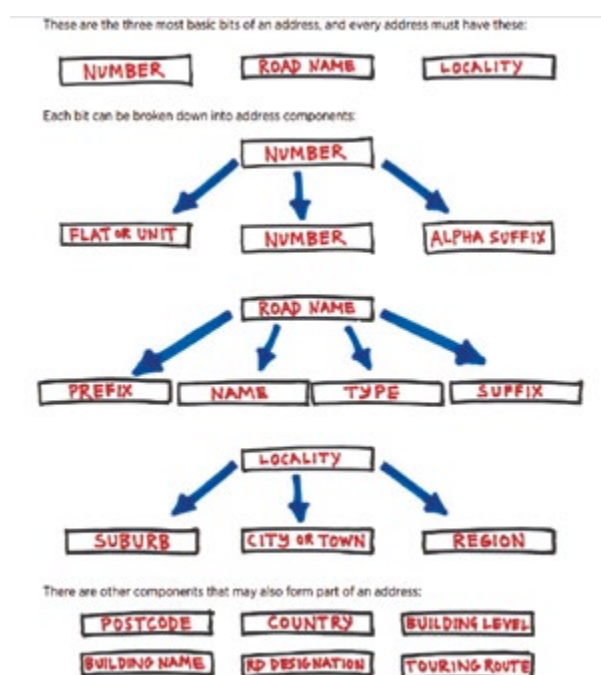 These are the three most basic bits of an address, and every address must have these:
NUMBER ROAD NAME LOCALITY
Each bit can be broken down into address components:
NUMBER
FLAT OR UNIT NUMBER ALPHA SUFFIX
ROAD NAME
PREFIX NAME TYPE SUFFIX
LOCALITY
SUBURB CITY OR TOWN REGION
There are other components that may also form part of an address:
POSTCODE COUNTRY BUILDING LEVEL
BUILDING NAME RD DESIGNATION TOURING ROUTE